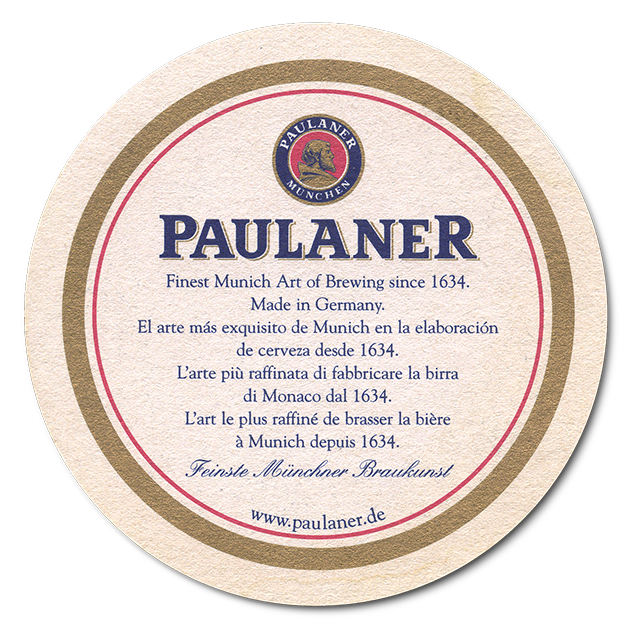 PAULANER
MÜNCHEN
PAULANER
Finest Munich Art of Brewing since 1634.
Made in Germany.
El arte más exquisito de Munich en la elaboración
de cerveza desde 1634.
L'arte più raffinata di fabbricare la birra
di Monaco dal 1634.
L'art le plus raffiné de brasser la bière
à Munich depuis 1634.
Feinste Münchner Braukunst
www.paulaner.de